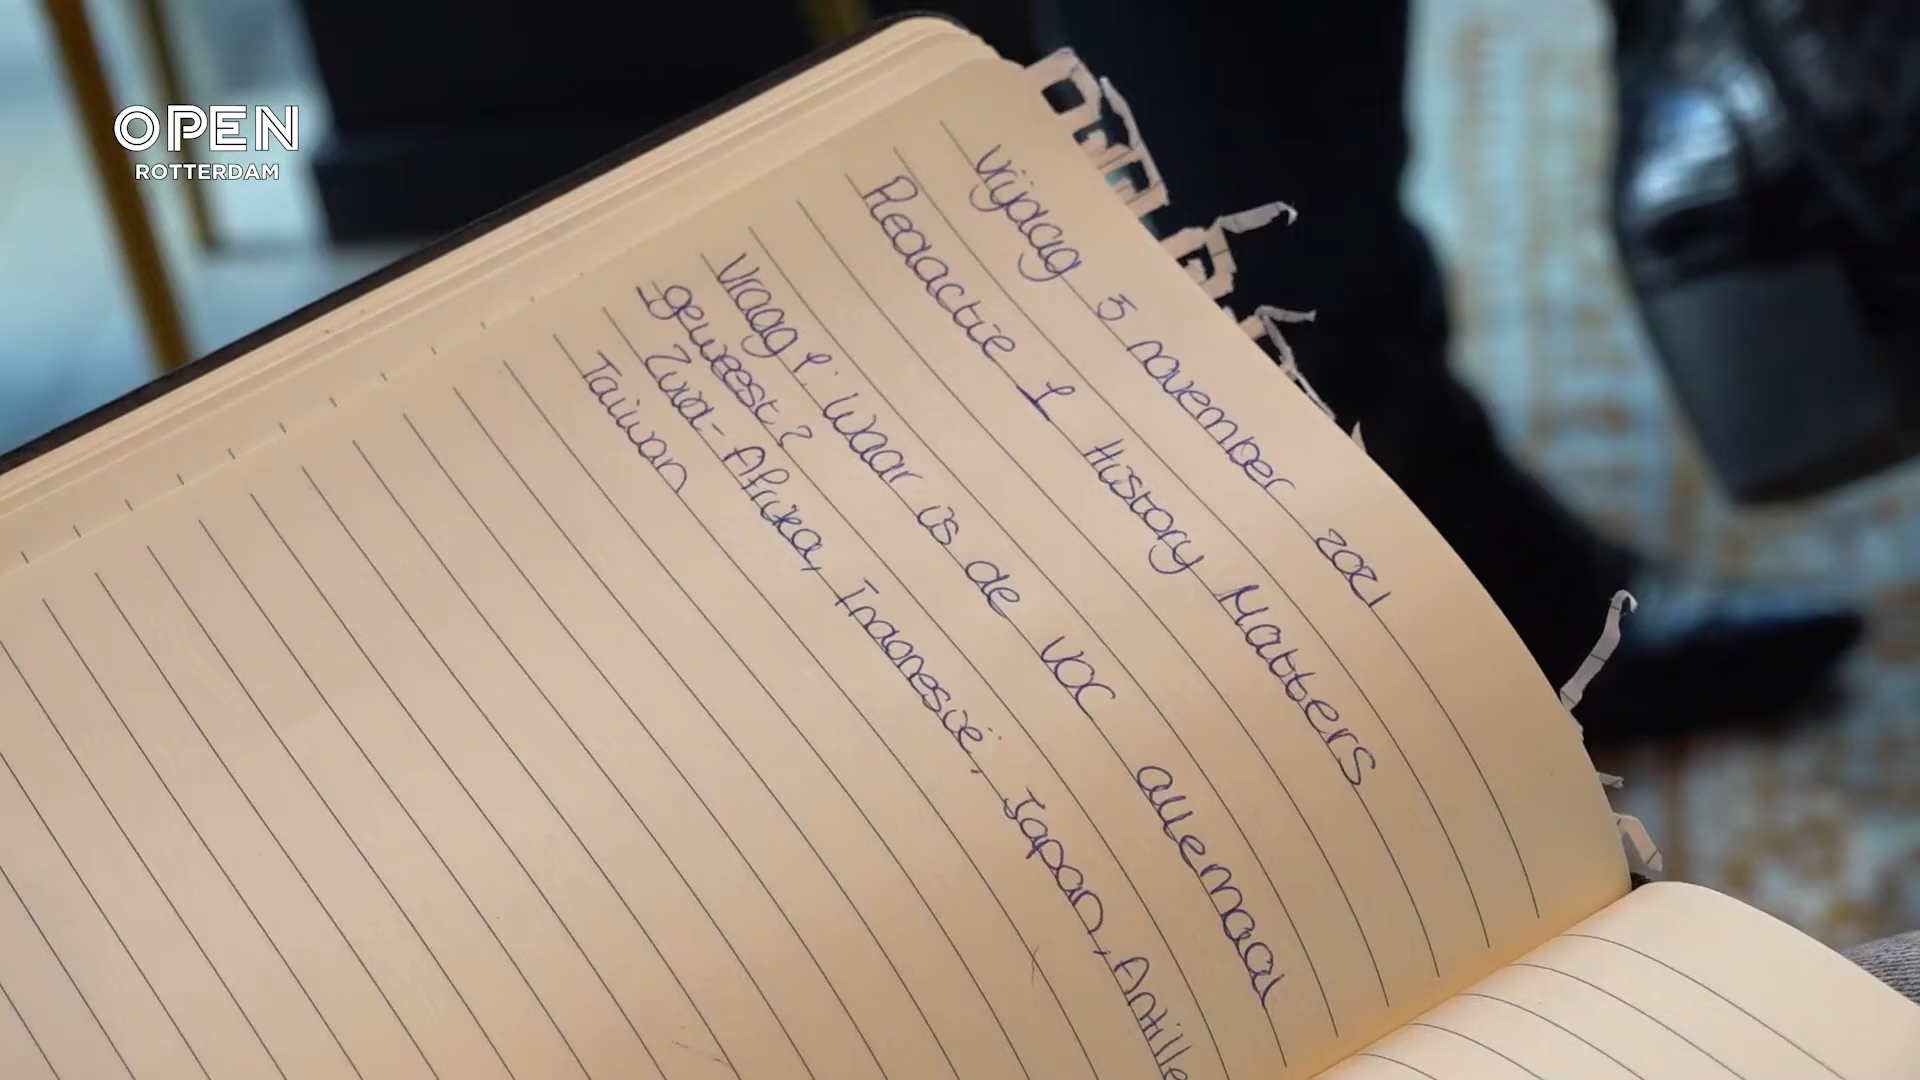 OPEN
ROTTERDAM
Vrijdag 5 november 2021
Redactie 1 History Matters
Vraag 1: Waar is de VOC allemaal
geweest?
- Zuid-Afrika, Indonesië, Japan, Antille
Taiwan